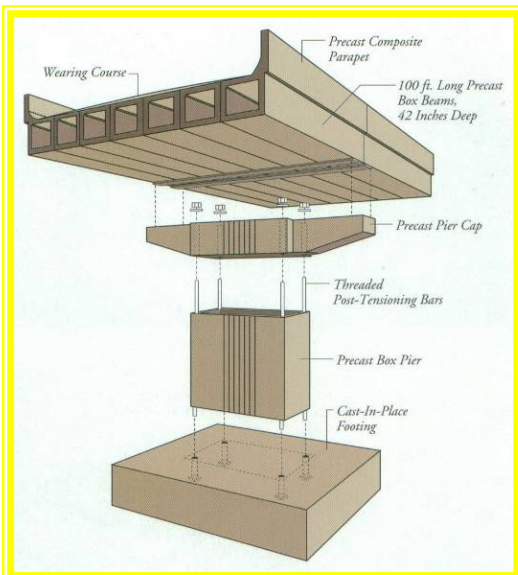 Precast Composite
Parapet
Wearing Course
100 ft. Long Precast
Box Beams,
42 Inches Deep
Precast Pier Cap
Threaded
Post-Tensioning Bars
Precast Box Pier
Cast-In-Place
Footing